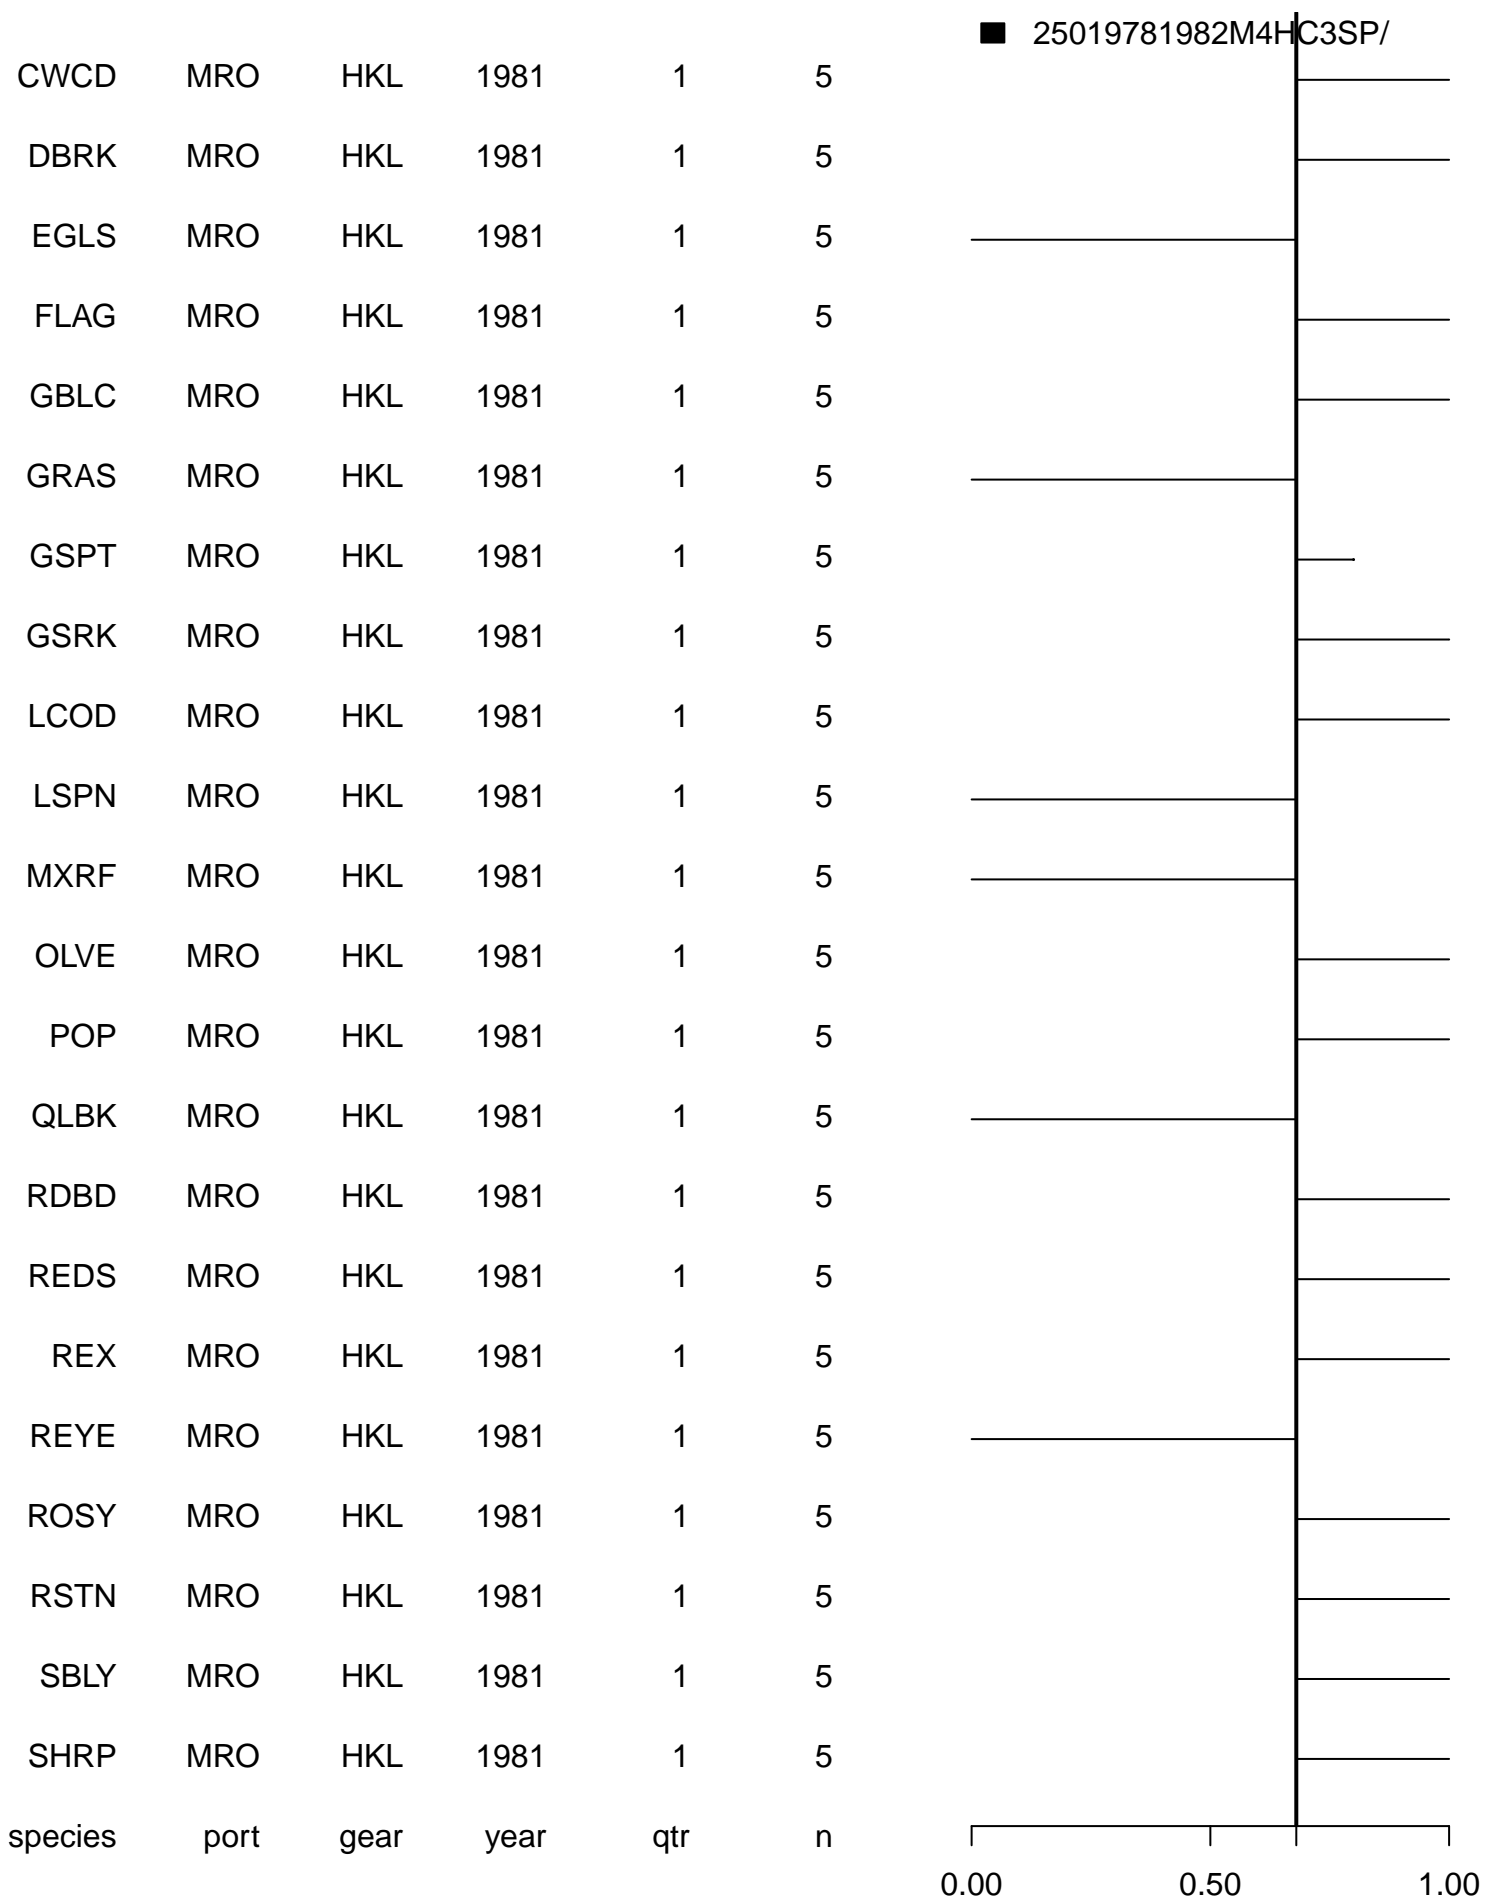 25019781982M4HC3SP/
CWCD MRO HKL 1981 1 5
DBRK MRO HKL 1981 1 5
EGLS MRO HKL 1981 1 5
FLAG MRO HKL 1981 1 5
GBLC MRO HKL 1981 1 5
GRAS MRO HKL 1981 1 5
GSPT MRO HKL 1981 1 5
GSRK MRO HKL 1981 1 5
LCOD MRO HKL 1981 1 5
LSPN MRO HKL 1981 1 5
MXRF MRO HKL 1981 1 5
OLVE MRO HKL 1981 1 5
POP MRO HKL 1981 1 5
QLBK MRO HKL 1981 1 5
RDBD MRO HKL 1981 1 5
REDS MRO HKL 1981 1 5
REX MRO HKL 1981 1 5
REYE MRO HKL 1981 1 5
ROSY MRO HKL 1981 1 5
RSTN MRO HKL 1981 1 5
SBLY MRO HKL 1981 1 5
SHRP MRO HKL 1981 1 5
species port gear year qtr n
0.00 0.50 1.00